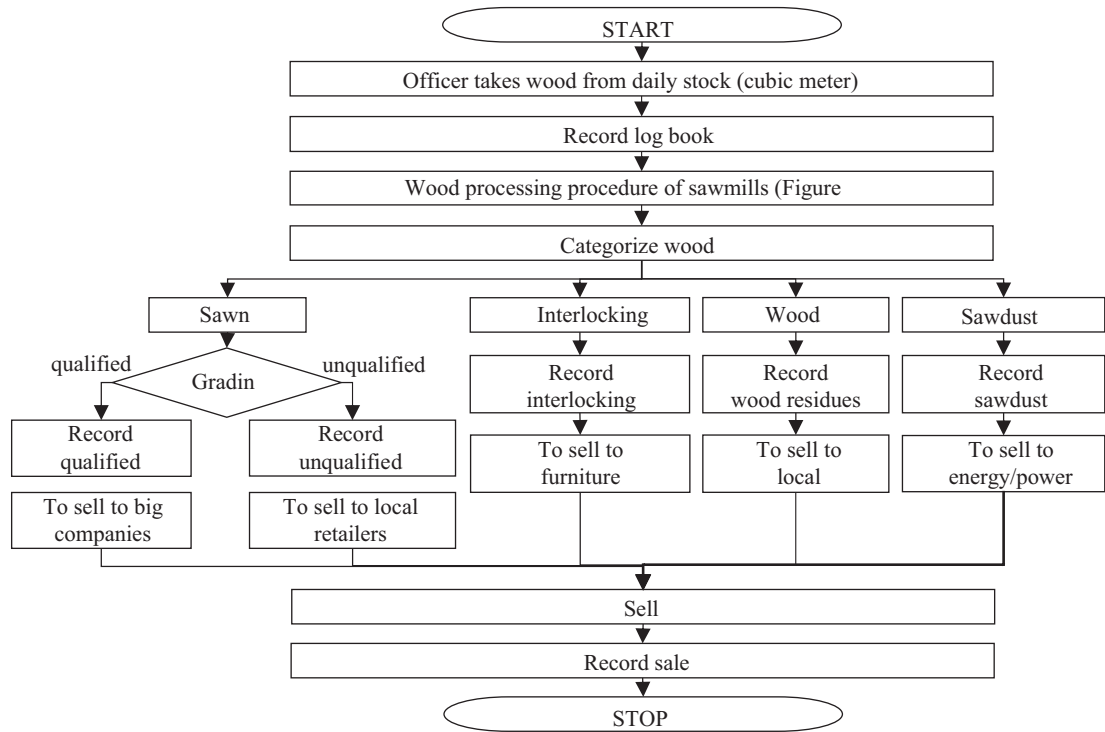 START
Officer takes wood from daily stock (cubic meter)
Record log book
Wood processing procedure of sawmills (Figure
Categorize wood
Sawn
Interlocking
Wood
Sawdust
qualified
Gradin
unqualified
Record
interlocking
Record
wood residues
Record
sawdust
Record
qualified
Record
unqualified
To sell to
furniture
To sell to
local
To sell to
energy/power
To sell to big
companies
To sell to local
retailers
Sell
Record sale
STOP